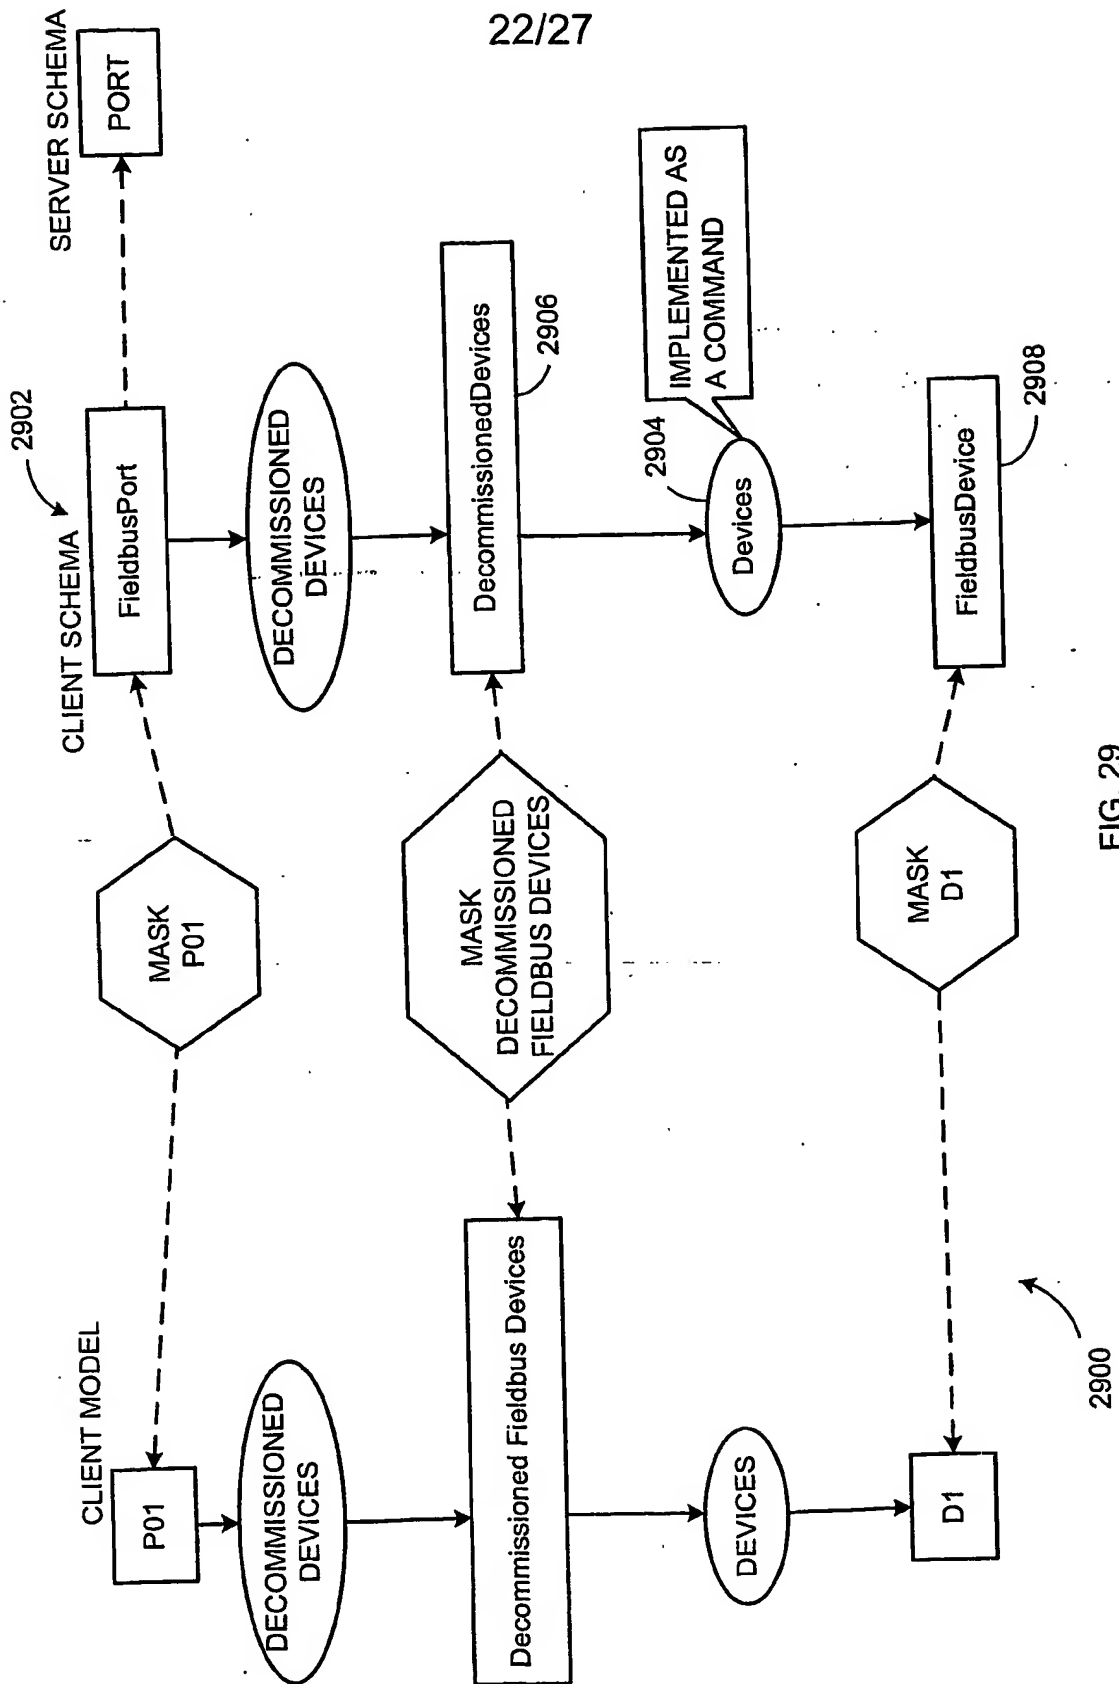 22/27
CLIENT MODEL
CLIENT SCHEMA
2902
SERVER SCHEMA
P01
MASK
P01
FieldbusPort
PORT
DECOMMISSIONED
DEVICES
DECOMMISSIONED
DEVICES
Decommissioned Fieldbus Devices
MASK
DECOMMISSIONED
FIELDBUS DEVICES
DecommissionedDevices
2906
DEVICES
Devices
2904
IMPLEMENTED AS
A COMMAND
D1
MASK
D1
FieldbusDevice
2908
2900
FIG. 29